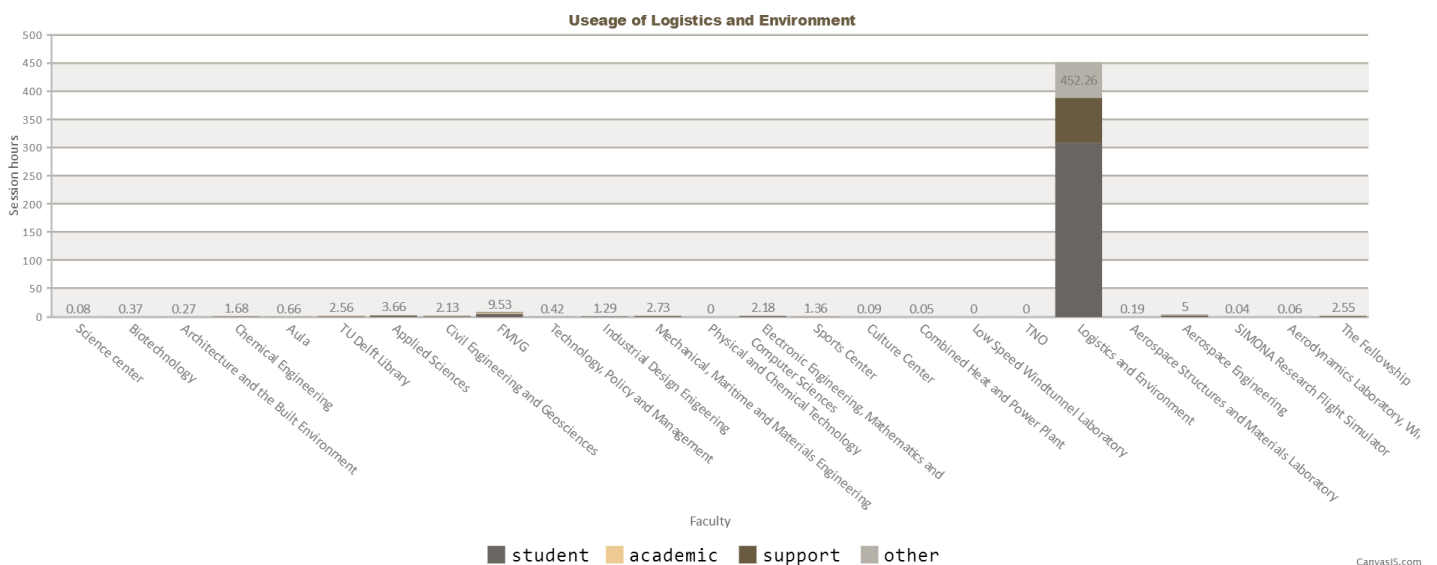 Useage of Logistics and Environment
500
450
400
350
300
250
200
150
100
50
0
Session hours
0.08
0.37
0.27
1.68
0.66
2.56
3.66
2.13
9.53
0.42
1.29
2.73
0
2.18
1.36
0.09
0.05
0
0
452.26
0.19
5
0.04
0.06
2.55
Science center
Biotechnology
Architecture and the Built Environment
Chemical Engineering
Aula
TU Delft Library
Applied Sciences
Civil Engineering and Geosciences
FMVG
Technology, Policy and Management
Industrial Design Enigeering
Mechanical, Maritime and Materials Engineering
Physical and Chemical Technology
Electronic Engineering, Mathematics and
Computer Sciences
Sports Center
Culture Center
Combined Heat and Power Plant
Low Speed Windtunnel Laboratory
TNO
Logistics and Environment
Aerospace Structures and Materials Laboratory
Aerospace Engineering
SIMONA Research Flight Simulator
Aerodynamics Laboratory,
The Fellowship
Faculty
student academic support other
CanvasJS.com